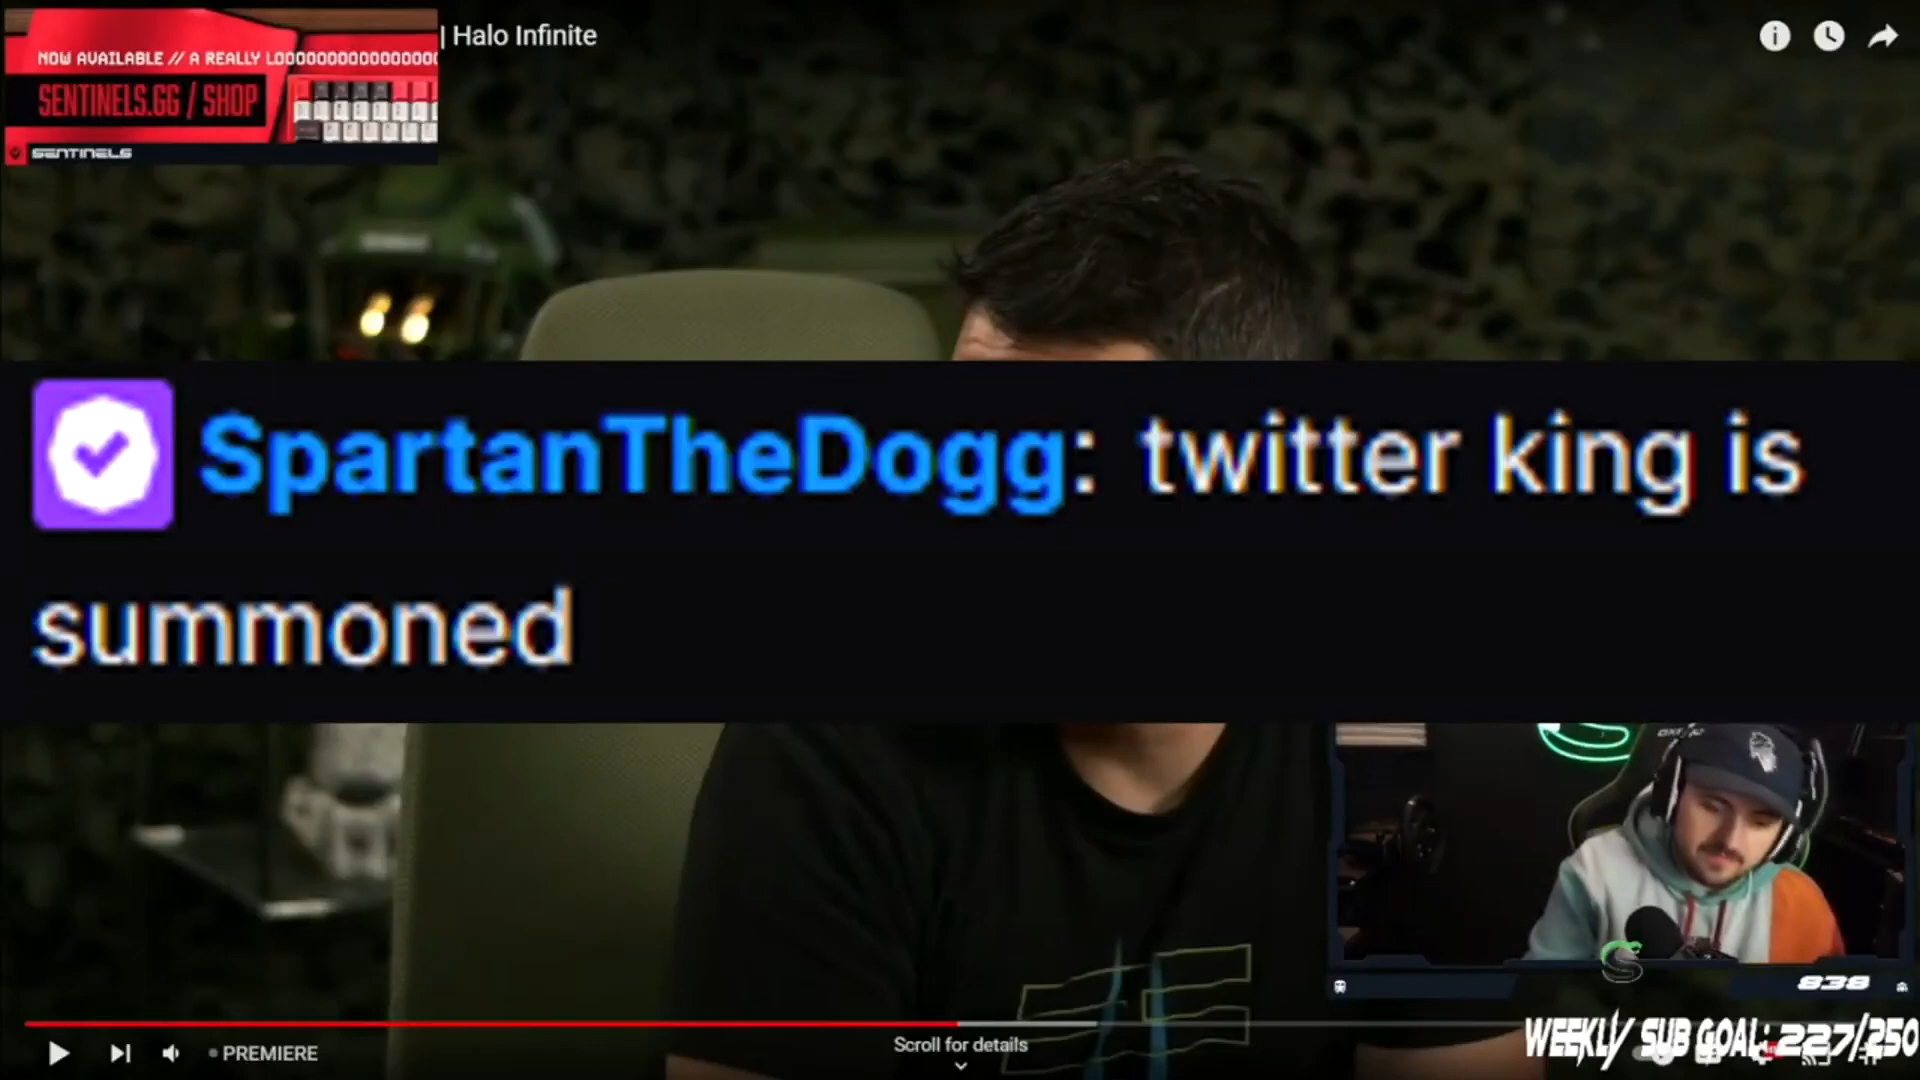 | Halo Infinite
NOW AVAILABLE // A REALLY LOOOOOOOOOOOOOOOO
SENTINELS.GG / SHOP
SENTINELS
SpartanTheDogg: twitter king is
summoned
838
WEEKLY SUB GOAL: 227/250
Scroll for details
PREMIERE